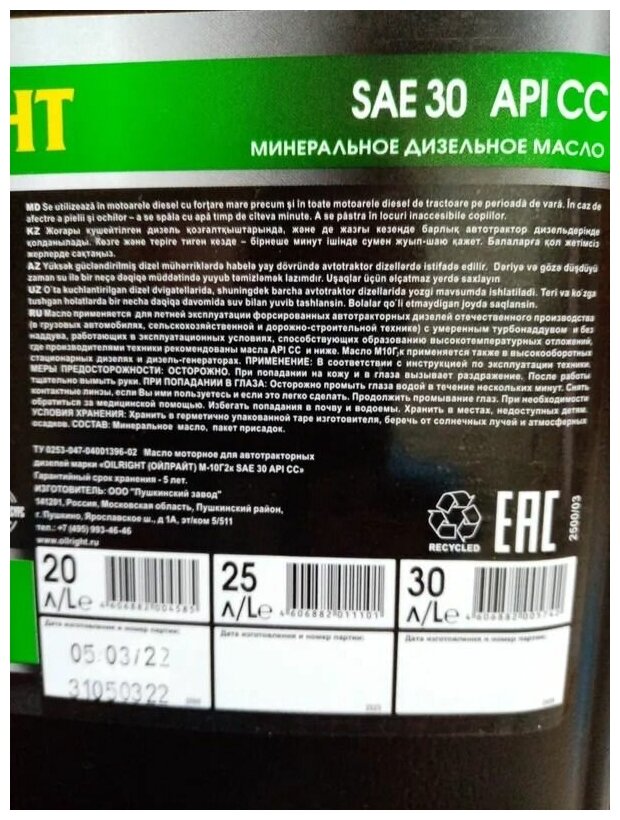 НТ
SAE 30 API CC
МИНЕРАЛЬНОЕ ДИЗЕЛЬНОЕ МАСЛО
MD Se utilizează în motoarele diesel cu forțare mare precum și în toate motoarele diesel de tractoare pe perioadă de vară. În caz de
afectre a pielii și ochilor – a se spăla cu apă timp de cîteva minute. A se păstra în locuri inaccesibile copiilor.
KZ Жоғары күшейтілген дизель қозғалтқыштарында, және де жазғы кезенде барлық автотрактор дизельдерінде
қолданылады. Көзге және теріге тиген кезде – бірнеше минут ішінде сумен жуып-шаю қажет. Балаларға қол жетімсіз
жерлерде сақтаңыз.
AZ Yüksək gücləndirilmiş dizel mühərriklərdə habelə yay dövründə avtotraktor dizellərdə istifadə edilir. Dəriyə və gözə düşdüyü
zaman su ilə bir neçə dəqiqə müddətində yuyub təmizləmək lazımdır. Uşaqlar üçün əlçatmaz yerdə saxlayın
UZ O'ta kuchlantirilgan dizel dvigatellarida, shuningdek barcha avtotraktor dizellarida yozgi mavsumda ishlatiladi. Teri va ko'zga
tushgan holatlarda bir necha daqiqa davomida suv bilan yuvib tashlansin. Bolalar qo'li etmaydigan joyda saqlansin.
RU Масло применяется для летней эксплуатации форсированных автотракторных дизелей отечественного производства
(в грузовых автомобилях, сельскохозяйственной и дорожно-строительной технике) с умеренным турбонаддувом и без
наддува, работающих в эксплуатационных условиях, способствующих образованию высокотемпературных отложений,
где производителями техники рекомендованы масла API CC и ниже. Масло М10Г₂к применяется также в высокооборотных
стационарных дизелях и дизель-генераторах. ПРИМЕНЕНИЕ: В соответствии с инструкцией по эксплуатации техники.
МЕРЫ ПРЕДОСТОРОЖНОСТИ: ОСТОРОЖНО. При попадании на кожу и в глаза вызывает раздражение. После работы
тщательно вымыть руки. ПРИ ПОПАДАНИИ В ГЛАЗА: Осторожно промыть глаза водой в течение нескольких минут. Снять
контактные линзы, если Вы ими пользуетесь и если это легко сделать. Продолжить промывание глаз. При необходимости
обратиться за медицинской помощью. Избегать попадания в почву и водоемы. Хранить в местах, недоступных детям.
УСЛОВИЯ ХРАНЕНИЯ: Хранить в герметично упакованной таре изготовителя, беречь от солнечных лучей и атмосферных
осадков. СОСТАВ: Минеральное масло, пакет присадок.
ТУ 0253-047-04001396-02 Масло моторное для автотракторных
дизелей марки «OILRIGHT (ОЙЛРАЙТ) М-10Г2к SAE 30 API CC»
Гарантийный срок хранения - 5 лет.
ИЗГОТОВИТЕЛЬ: ООО "Пушкинский завод"
141201, Россия, Московская область, Пушкинский район,
г. Пушкино, Ярославское ш., д 1А, эт/ком 5/511
тел.: +7 (495) 993-46-46
www.oilright.ru
RECYCLED
EAC
2500/03
20
л/Le
4 606882 004585
25
л/Le
4 606882 011101
30
л/Le
Дата изготовления и номер партии:
Дата изготовления и номер партии:
Дата изготовления и номер партии:
05 03/22
31050322